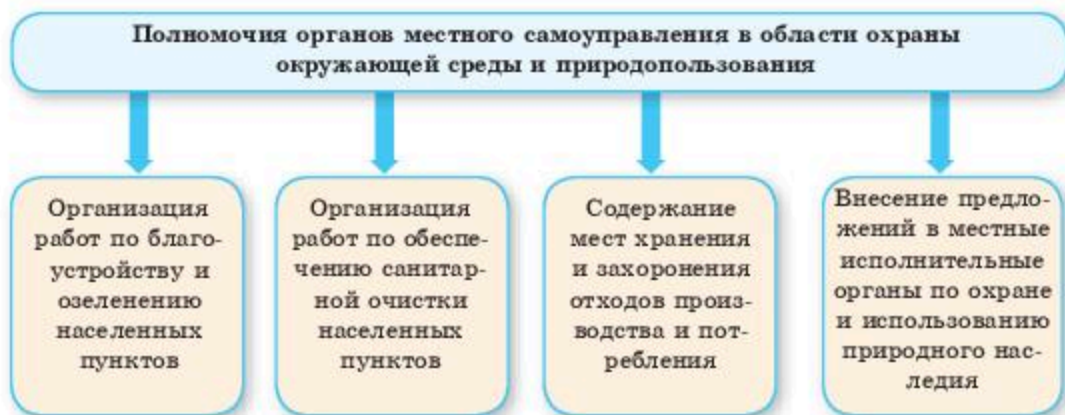 Полномочия органов местного самоуправления в области охраны
окружающей среды и природопользования
Организация
работ по благо-
устройству и
озеленению
населенных
пунктов
Организация
работ по обеспе-
чению санитар-
ной очистки
населенных
пунктов
Содержание
мест хранения
и захоронения
отходов произ-
водства и пот-
ребления
Внесение предло-
жений в местные
исполнительные
органы по охране
и использованию
природного нас-
ледия